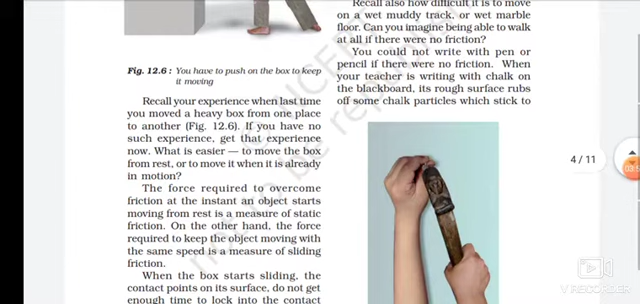 Fig. 12.6 : You have to push on the box to keep
it moving
Recall your experience when last time
you moved a heavy box from one place
to another (Fig. 12.6). If you have no
such experience, get that experience
now. What is easier — to move the box
from rest, or to move it when it is already
in motion?
The force required to overcome
friction at the instant an object starts
moving from rest is a measure of static
friction. On the other hand, the force
required to keep the object moving with
the same speed is a measure of sliding
friction.
When the box starts sliding, the
contact points on its surface, do not get
enough time to lock into the contact
Recall also how difficult it is to move
on a wet muddy track, or wet marble
floor. Can you imagine being able to walk
at all if there were no friction?
You could not write with pen or
pencil if there were no friction. When
your teacher is writing with chalk on
the blackboard, its rough surface rubs
off some chalk particles which stick to
4 / 11
V RECORDER